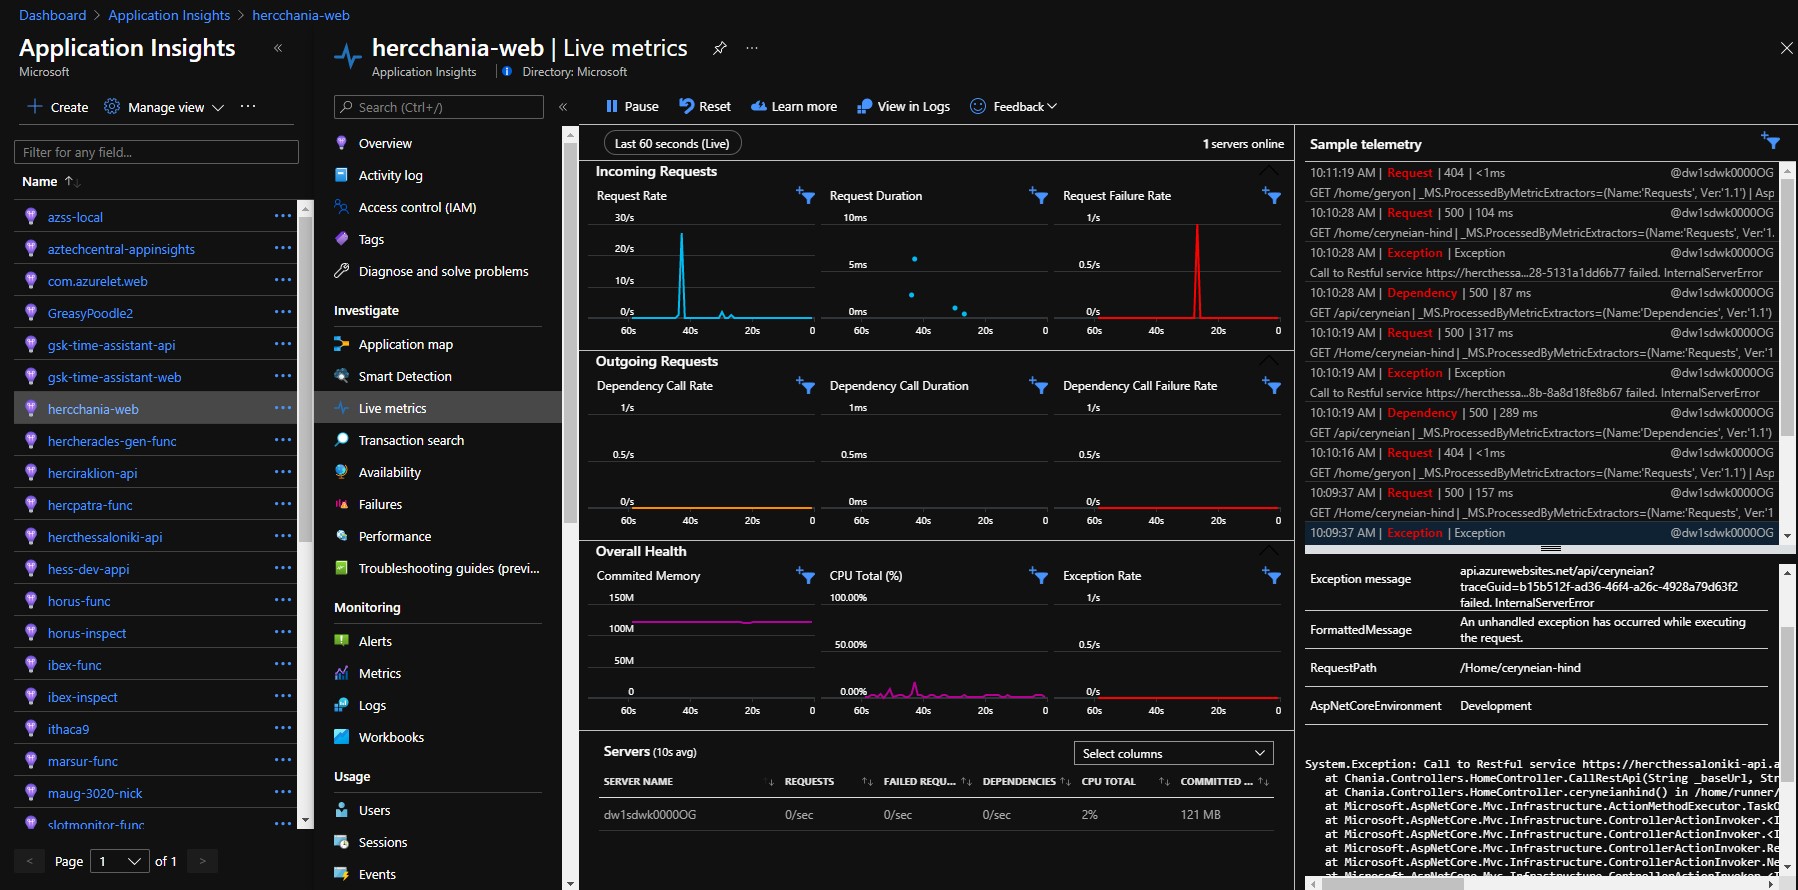 Dashboard > Application Insights > hercchania-web
Application Insights
«
Microsoft
Create
Manage view
Filter for any field...
Name
azss-local
aztechcentral-appinsights
com.azurelet.web
GreasyPoodle2
gsk-time-assistant-api
gsk-time-assistant-web
hercchania-web
hercheracles-gen-func
herciraklion-api
hercpatra-func
hercthessaloniki-api
hess-dev-appi
horus-func
horus-inspect
ibex-func
ibex-inspect
ithaca9
marsur-func
maug-3020-nick
slotmonitor-func
< Page 1 of 1 >
hercchania-web | Live metrics
Application Insights
Directory: Microsoft
Search (Ctrl+/)
«
Overview
Activity log
Access control (IAM)
Tags
Diagnose and solve problems
Investigate
Application map
Smart Detection
Live metrics
Transaction search
Availability
Failures
Performance
Troubleshooting guides (previ...
Monitoring
Alerts
Metrics
Logs
Workbooks
Usage
Users
Sessions
Events
Pause
Reset
Learn more
View in Logs
Feedback
Last 60 seconds (Live)
1 servers online
Incoming Requests
Request Rate
30/s
20/s
10/s
0/s
60s 40s 20s 0
Request Duration
10ms
5ms
0ms
60s 40s 20s 0
Request Failure Rate
1/s
0.5/s
0/s
60s 40s 20s 0
Outgoing Requests
Dependency Call Rate
1/s
0.5/s
0/s
60s 40s 20s 0
Dependency Call Duration
1ms
0.5ms
0ms
60s 40s 20s 0
Dependency Call Failure Rate
1/s
0.5/s
0/s
60s 40s 20s 0
Overall Health
Commited Memory
150M
100M
50M
0
60s 40s 20s 0
CPU Total (%)
100.00%
50.00%
0.00%
60s 40s 20s 0
Exception Rate
1/s
0.5/s
0/s
60s 40s 20s 0
Servers (10s avg)
Select columns
SERVER NAME REQUESTS FAILED REQU... DEPENDENCIES CPU TOTAL COMMITTED ...
dw1sdwk0000OG 0/sec 0/sec 0/sec 2% 121 MB
Sample telemetry
10:11:19 AM | Request | 404 | <1ms @dw1sdwk0000OG
GET /home/geryon | _MS.ProcessedByMetricExtractors=(Name:'Requests', Ver:'1.1') | Asp
10:10:28 AM | Request | 500 | 104 ms @dw1sdwk0000OG
GET /home/ceryneian-hind | _MS.ProcessedByMetricExtractors=(Name:'Requests', Ver:'1.
10:10:28 AM | Exception | Exception @dw1sdwk0000OG
Call to Restful service https://hercthessa...28-5131a1dd6b77 failed. InternalServerError
10:10:28 AM | Dependency | 500 | 87 ms @dw1sdwk0000OG
GET /api/ceryneian | _MS.ProcessedByMetricExtractors=(Name:'Dependencies', Ver:'1.1')
10:10:19 AM | Request | 500 | 317 ms @dw1sdwk0000OG
GET /Home/ceryneian-hind | _MS.ProcessedByMetricExtractors=(Name:'Requests', Ver:'1
10:10:19 AM | Exception | Exception @dw1sdwk0000OG
Call to Restful service https://hercthessa...8b-8a8d18fe8b67 failed. InternalServerError
10:10:19 AM | Dependency | 500 | 289 ms @dw1sdwk0000OG
GET /api/ceryneian | _MS.ProcessedByMetricExtractors=(Name:'Dependencies', Ver:'1.1')
10:10:16 AM | Request | 404 | <1ms @dw1sdwk0000OG
GET /home/geryon | _MS.ProcessedByMetricExtractors=(Name:'Requests', Ver:'1.1') | Asp
10:09:37 AM | Request | 500 | 157 ms @dw1sdwk0000OG
GET /Home/ceryneian-hind | _MS.ProcessedByMetricExtractors=(Name:'Requests', Ver:'1
10:09:37 AM | Exception | Exception @dw1sdwk0000OG
Exception message
api.azurewebsites.net/api/ceryneian?
traceGuid=b15b512f-ad36-46f4-a26c-4928a79d63f2
failed. InternalServerError
FormattedMessage
An unhandled exception has occurred while executing
the request.
RequestPath /Home/ceryneian-hind
AspNetCoreEnvironment Development
System.Exception: Call to Restful service https://hercthessaloniki-api.a
at Chania.Controllers.HomeController.CallRestApi(String _baseUrl, Str
at Chania.Controllers.HomeController.ceryneianhind() in /home/runner/
at Microsoft.AspNetCore.Mvc.Infrastructure.ActionMethodExecutor.TaskO
at Microsoft.AspNetCore.Mvc.Infrastructure.ControllerActionInvoker.<I
at Microsoft.AspNetCore.Mvc.Infrastructure.ControllerActionInvoker.<I
at Microsoft.AspNetCore.Mvc.Infrastructure.ControllerActionInvoker.Re
at Microsoft.AspNetCore.Mvc.Infrastructure.ControllerActionInvoker.Ne